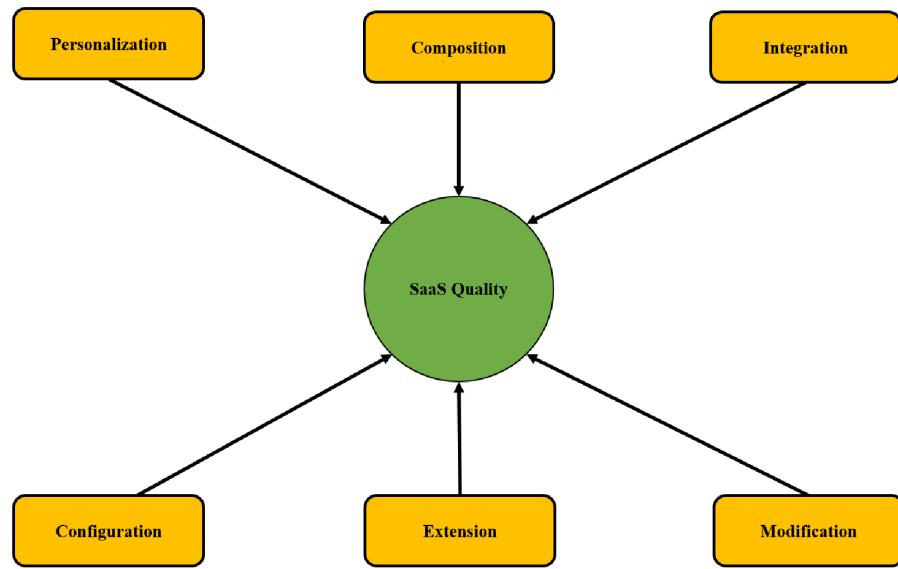 Personalization
Composition
Integration
SaaS Quality
Configuration
Extension
Modification